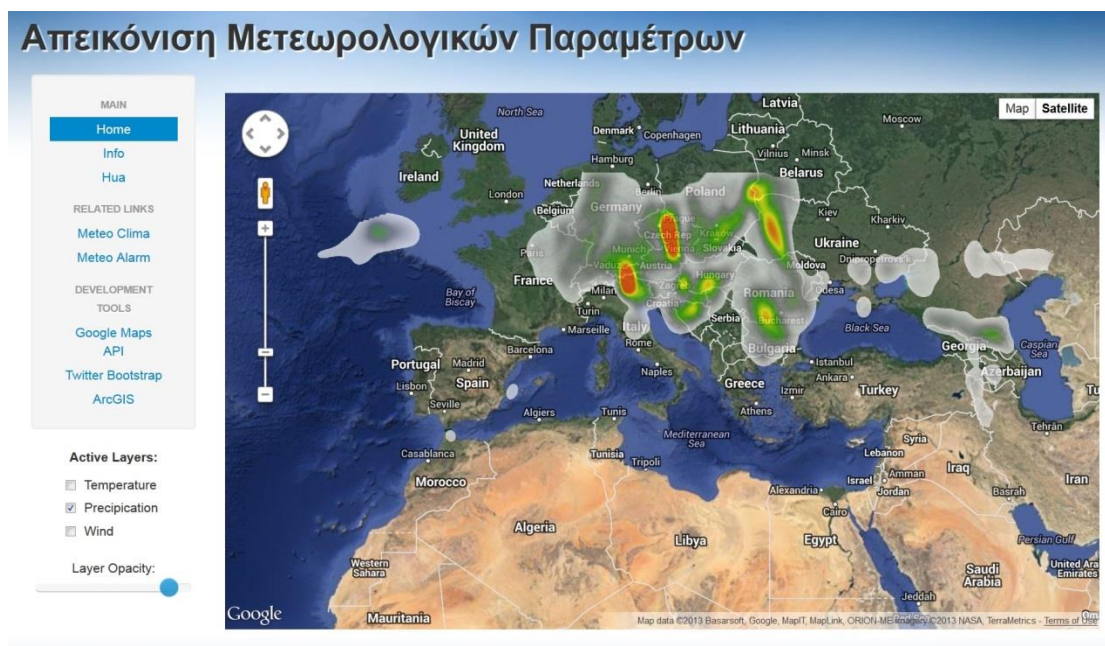 Απεικόνιση Μετεωρολογικών Παραμέτρων
MAIN
Home
Info
Hua
RELATED LINKS
Meteo Clima
Meteo Alarm
DEVELOPMENT
TOOLS
Google Maps
API
Twitter Bootstrap
ArcGIS
Active Layers:
Temperature
Precipication
Wind
Layer Opacity:
Map Satellite
North Sea
Latvia
Moscow
United
Kingdom
Denmark
Copenhagen
Lithuania
Vilnius
Minsk
Hamburg
Belarus
Ireland
Netherlands
Berlin
Poland
London
Belgium
Germany
Prague
Kiev
Kharkiv
Czech Rep
Krakow
Ukraine
Paris
Munich
Vienna
Slovakia
Dnipropetrovs'k
Vaduz
Austria
Moldova
France
Hungary
Bay of
Biscay
Milan
Zagreb
Romania
Odesa
Turin
Croatia
Serbia
Bucharest
Marseille
Italy
Black Sea
Rome
Bulgaria
Georgia
Caspian
Sea
Barcelona
Istanbul
Azerbaijan
Portugal
Madrid
Naples
Ankara
Lisbon
Spain
Greece
Izmir
Turkey
Tu
Seville
Algiers
Tunis
Athens
Tehrān
Mediterranean
Sea
Syria
Casablanca
Tunisia
Tripoli
Lebanon
Iraq
Morocco
Israel
Amman
Iran
Alexandria
Jordan
Basrah
Cairo
Algeria
Libya
Egypt
Persian Gulf
Western
Sahara
Saudi
Arabia
United Ara
Emirates
Jeddah
Google
Mauritania
Om
Map data ©2013 Basarsoft, Google, MapIT, MapLink, ORION-ME Imagery ©2013 NASA, TerraMetrics - Terms of Use